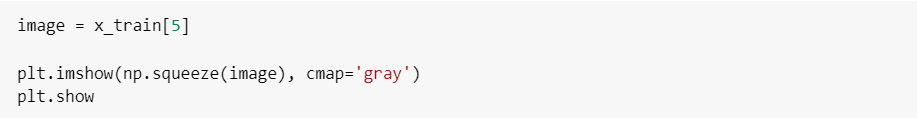 image = x_train[5]
plt.imshow(np.squeeze(image), cmap='gray')
plt.show